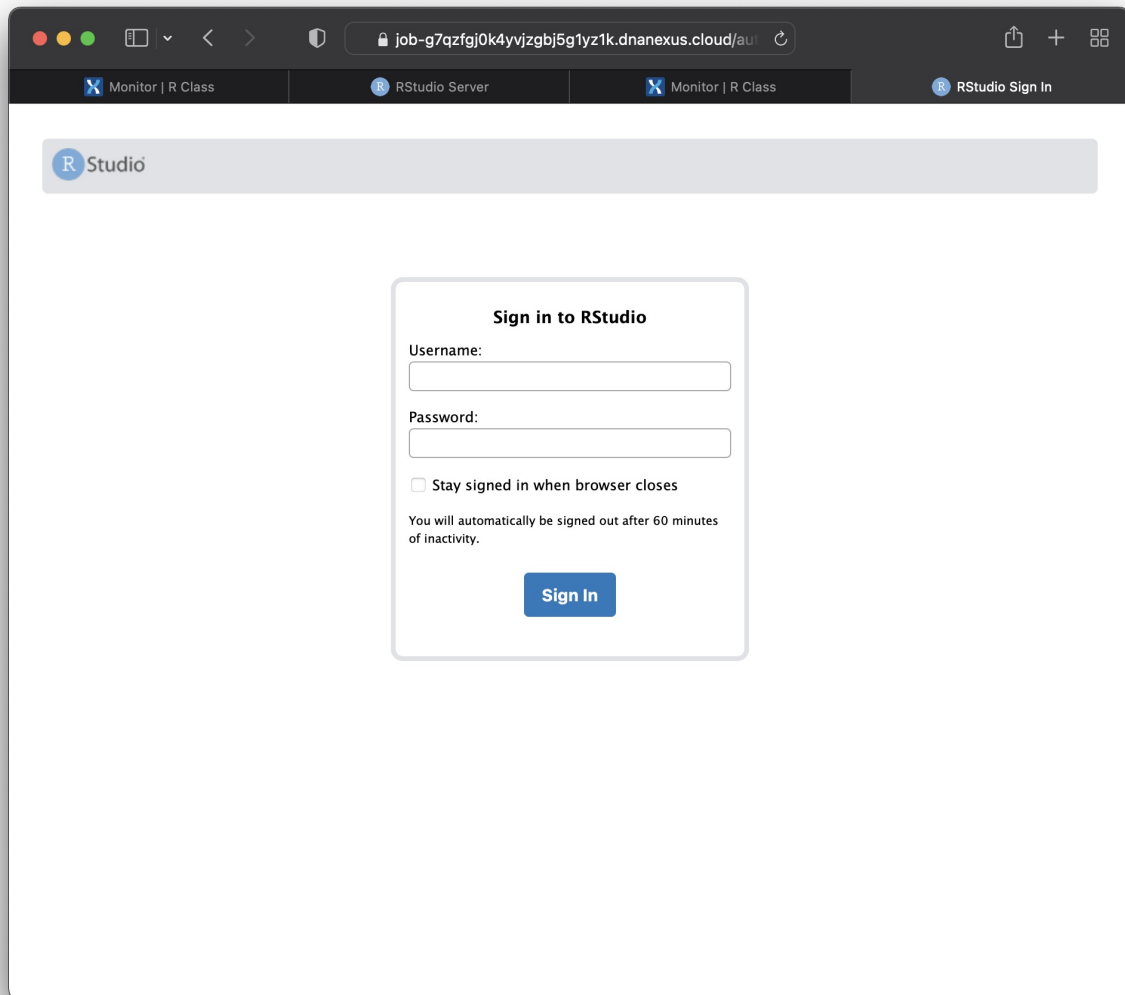 job-g7qzfgj0k4yvjzgbj5g1yz1k.dnanexus.cloud/aut
Monitor | R Class
RStudio Server
Monitor | R Class
R RStudio Sign In
R Studio
Sign in to RStudio
Username:
Password:
Stay signed in when browser closes
You will automatically be signed out after 60 minutes
of inactivity.
Sign In